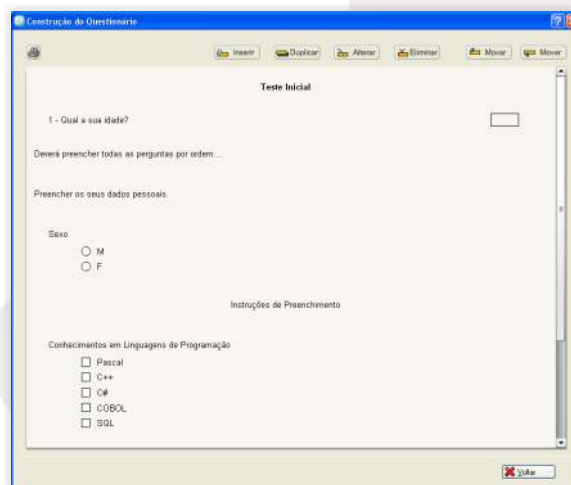 Construção do Questionário
Inserir Duplicar Alterar Eliminar Mover Mover
Teste Inicial
1 - Qual a sua idade?
Deverá preencher todas as perguntas por ordem...
Preencher os seus dados pessoais.
Sexo
M
F
Instruções de Preenchimento
Conhecimentos em Linguagens de Programação
Pascal
C++
C#
COBOL
SQL
Voltar